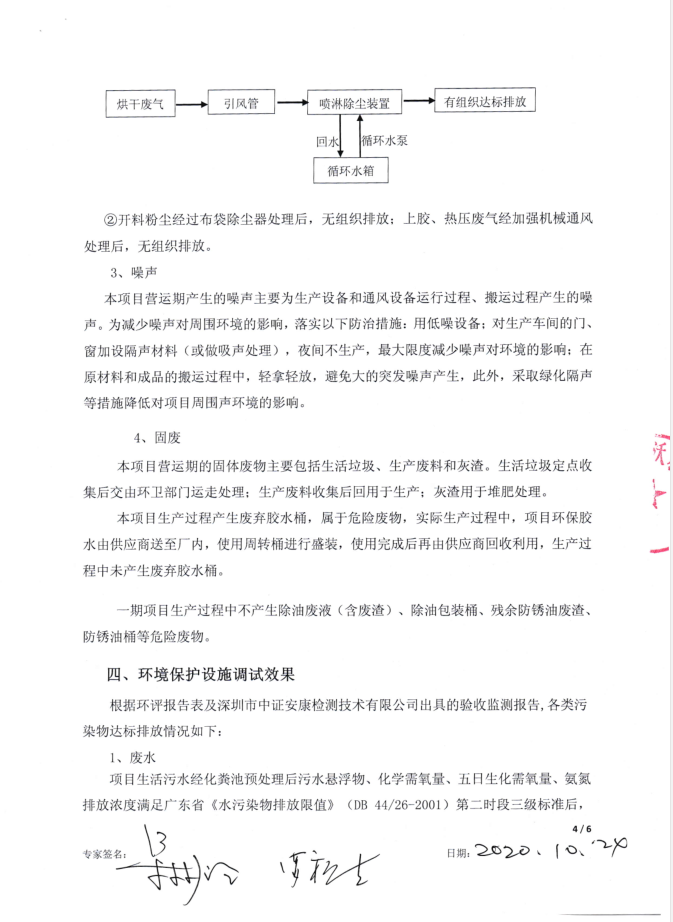 烘干废气
引风管
喷淋除尘装置
有组织达标排放
回水
循环水泵
循环水箱
②开料粉尘经过布袋除尘器处理后，无组织排放；上胶、热压废气经加强机械通风
处理后，无组织排放。
3、噪声
本项目营运期产生的噪声主要为生产设备和通风设备运行过程、搬运过程产生的噪
声。为减少噪声对周围环境的影响，落实以下防治措施：用低噪设备；对生产车间的门、
窗加设隔声材料（或做吸声处理），夜间不生产，最大限度减少噪声对环境的影响；在
原材料和成品的搬运过程中，轻拿轻放，避免大的突发噪声产生，此外，采取绿化隔声
等措施降低对项目周围声环境的影响。
4、固废
本项目营运期的固体废物主要包括生活垃圾、生产废料和灰渣。生活垃圾定点收
集后交由环卫部门运走处理；生产废料收集后回用于生产；灰渣用于堆肥处理。
本项目生产过程产生废弃胶水桶，属于危险废物，实际生产过程中，项目环保胶
水由供应商送至厂内，使用周转桶进行盛装，使用完成后再由供应商回收利用，生产过
程中未产生废弃胶水桶。
一期项目生产过程中不产生除油废液（含废渣）、除油包装桶、残余防锈油废渣、
防锈油桶等危险废物。
四、环境保护设施调试效果
根据环评报告表及深圳市中证安康检测技术有限公司出具的验收监测报告,各类污
染物达标排放情况如下：
1、废水
项目生活污水经化粪池预处理后污水悬浮物、化学需氧量、五日生化需氧量、氨氮
排放浓度满足广东省《水污染物排放限值》（DB 44/26-2001）第二时段三级标准后，
4/6
专家签名：
日期：2020.10.24